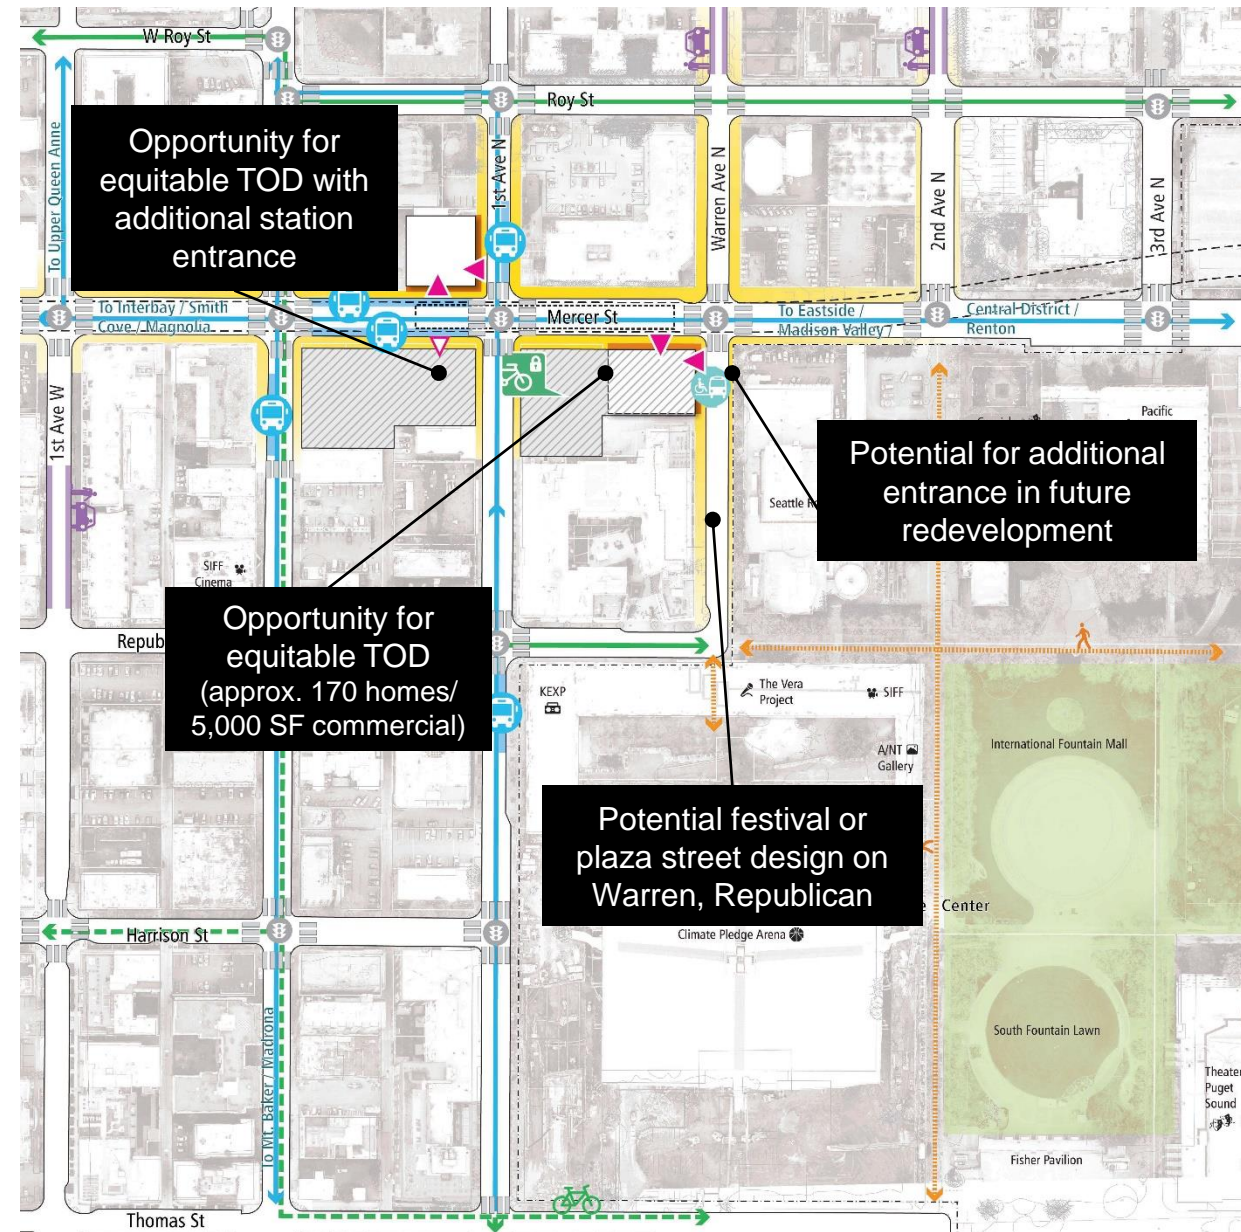 W Roy St
Roy St
To Upper Queen Anne
Opportunity for
equitable TOD with
additional station
entrance
1st Ave N
Warren Ave N
2nd Ave N
3rd Ave N
To Interbay / Smith
Cove / Magnolia
Mercer St
To Eastside /
Madison Valley /
Central District /
Renton
1st Ave W
Pacific
Potential for additional
entrance in future
redevelopment
Seattle
SIFF
Cinema
Opportunity for
equitable TOD
(approx. 170 homes/
5,000 SF commercial)
Repub
KEXP
The Vera
Project
SIFF
A/NT
Gallery
International Fountain Mall
Potential festival or
plaza street design on
Warren, Republican
Center
Harrison St
Climate Pledge Arena
South Fountain Lawn
To Mt. Baker / Madrona
Theater
Puget
Sound
Fisher Pavilion
Thomas St